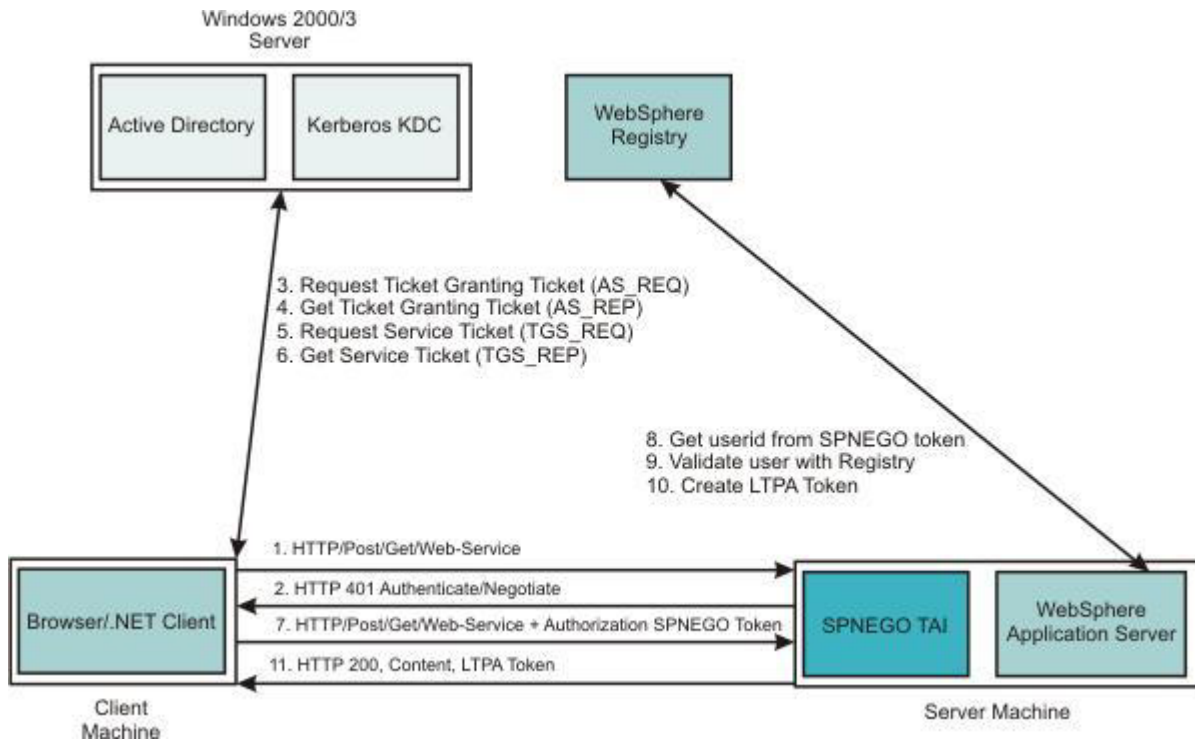 Windows 2000/3
Server
Active Directory
Kerberos KDC
WebSphere
Registry
3. Request Ticket Granting Ticket (AS_REQ)
4. Get Ticket Granting Ticket (AS_REP)
5. Request Service Ticket (TGS_REQ)
6. Get Service Ticket (TGS_REP)
8. Get userid from SPNEGO token
9. Validate user with Registry
10. Create LTPA Token
1. HTTP/Post/Get/Web-Service
2. HTTP 401 Authenticate/Negotiate
7. HTTP/Post/Get/Web-Service + Authorization SPNEGO Token
11. HTTP 200, Content, LTPA Token
Browser/.NET Client
SPNEGO TAI
WebSphere
Application Server
Client
Machine
Server Machine